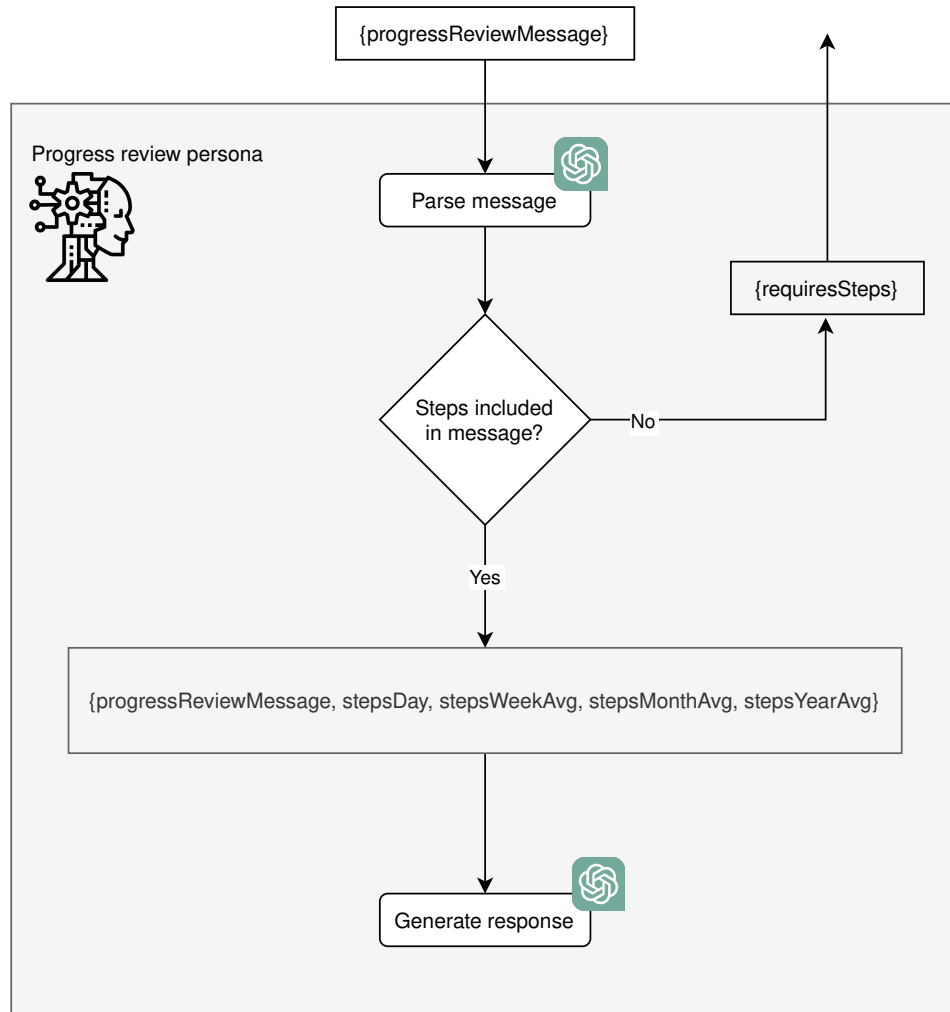 {progressReviewMessage}
Progress review persona
Parse message
{requiresSteps}
Steps included
in message?
No
Yes
{progressReviewMessage, stepsDay, stepsWeekAvg, stepsMonthAvg, stepsYearAvg}
Generate response